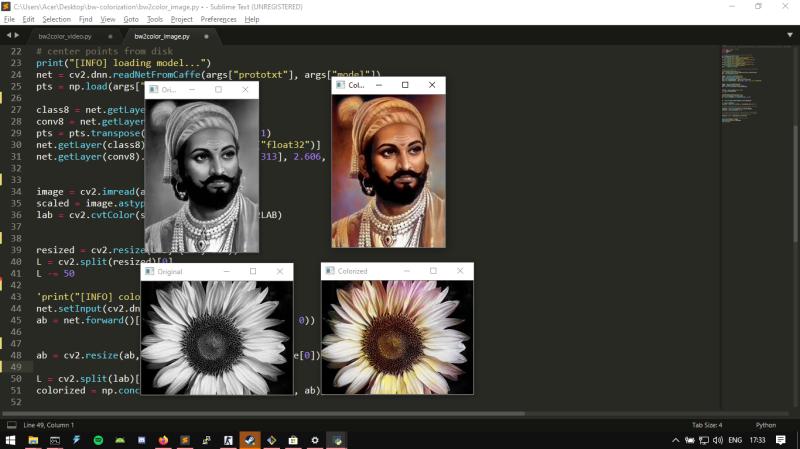 C:\Users\Acer\Desktop\bw-colorization\bw2color_image.py • - Sublime Text (UNREGISTERED)
File Edit Selection Find View Goto Tools Project Preferences Help
bw2color_video.py
bw2color_image.py
22 # center points from disk
23 print("[INFO] loading model...")
24 net = cv2.dnn.readNetFromCaffe(args["prototxt"], args["model"])
25 pts = np.load(args["
26
27 class8 = net.getLaye
28 conv8 = net.getLayer
29 pts = pts.transpose( 1)
30 net.getLayer(class8) ("float32")]
31 net.getLayer(conv8). 313], 2.606,
32
33
34 image = cv2.imread(a
35 scaled = image.astyp
36 lab = cv2.cvtColor(s 2LAB)
37
38
39 resized = cv2.resize
40 L = cv2.split(resized)[0]
41 L -= 50
42
43 'print("[INFO] colo
44 net.setInput(cv2.dn
45 ab = net.forward()[ 0))
46
47
48 ab = cv2.resize(ab, e[0])
49
50 L = cv2.split(lab)[
51 colorized = np.conc , ab)
52
Ori...
Col...
Original
Colorized
Line 49, Column 1
Tab Size: 4
Python
ENG
17:33